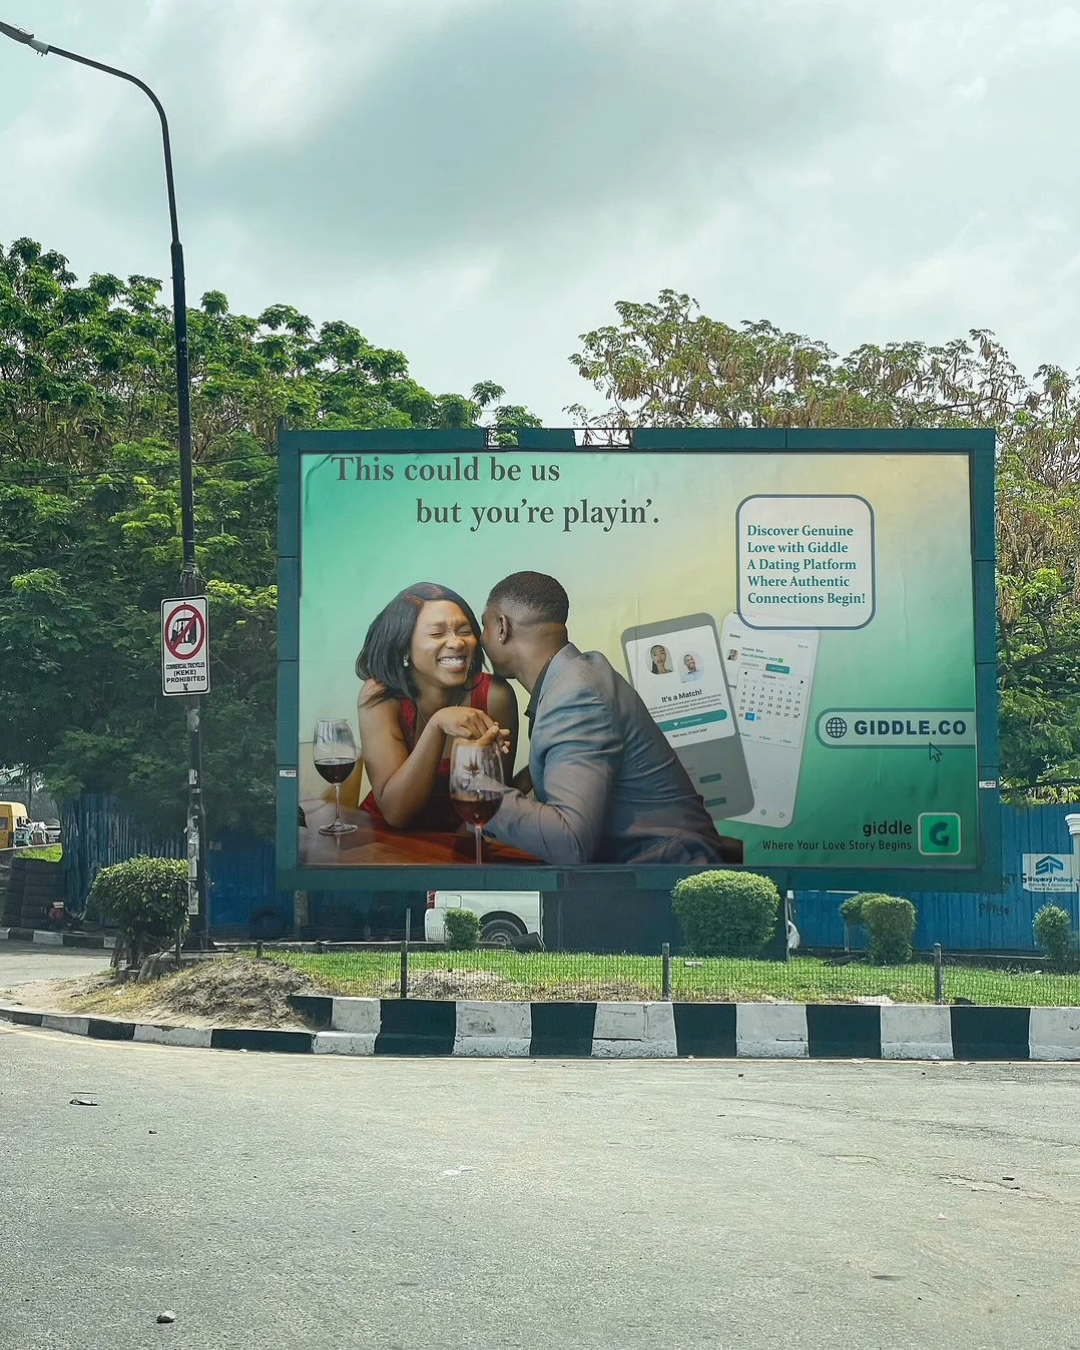 This could be us
but you're playin'.
Discover Genuine
Love with Giddle
A Dating Platform
Where Authentic
Connections Begin!
It's a Match!
GIDDLE.CO
giddle
Where Your Love Story Begins
G
COMMERCIAL TRICYCLES
(KEKE)
PROHIBITED